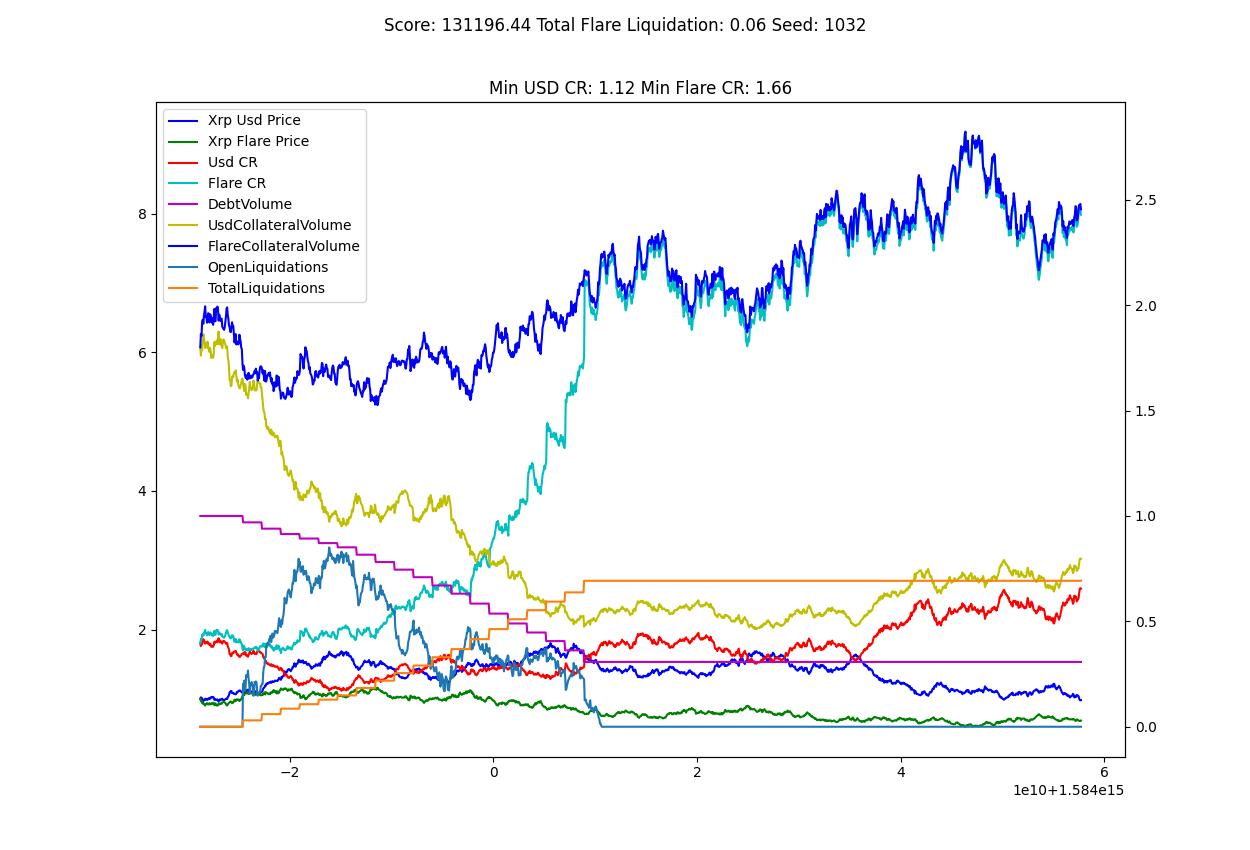 Score: 131196.44 Total Flare Liquidation: 0.06 Seed: 1032
Min USD CR: 1.12 Min Flare CR: 1.66
Xrp Usd Price
Xrp Flare Price
Usd CR
Flare CR
DebtVolume
UsdCollateralVolume
FlareCollateralVolume
OpenLiquidations
TotalLiquidations
8
6
4
2
2.5
2.0
1.5
1.0
0.5
0.0
−2
0
2
4
6
1e10+1.584e15